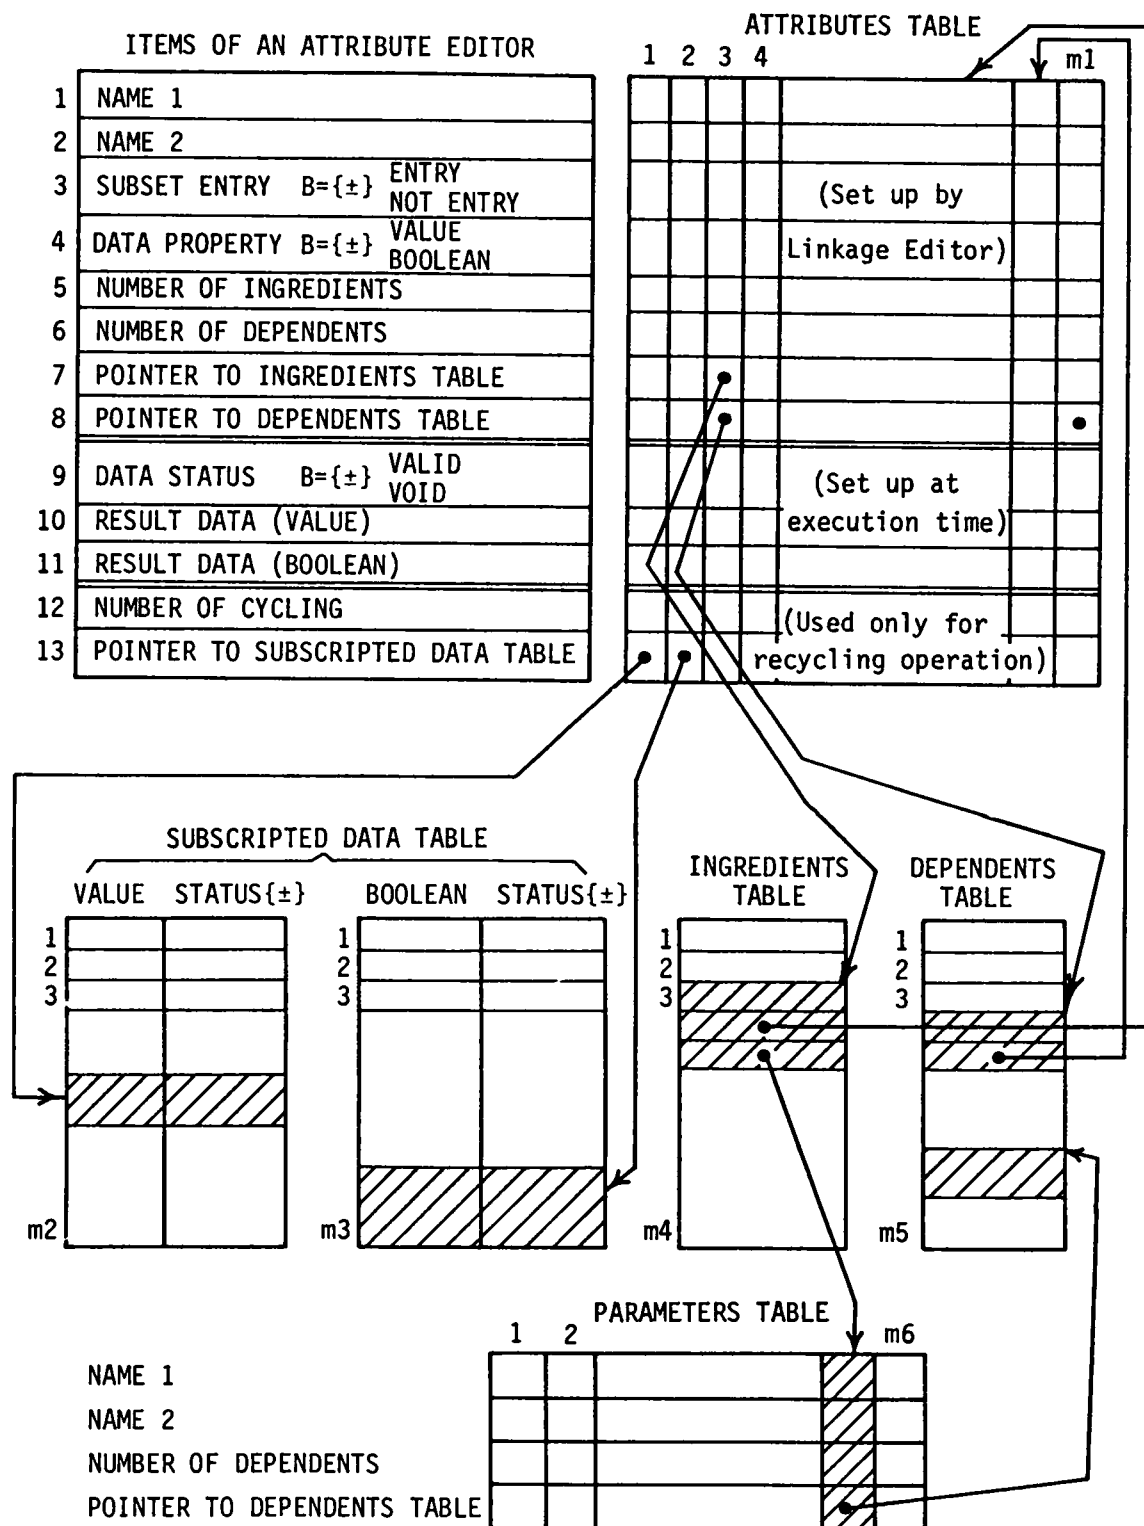 ATTRIBUTES TABLE
ITEMS OF AN ATTRIBUTE EDITOR
1 2 3 4 m1
1 NAME 1
2 NAME 2
3 SUBSET ENTRY B={±} ENTRY
NOT ENTRY
4 DATA PROPERTY B={±} VALUE
BOOLEAN
5 NUMBER OF INGREDIENTS
6 NUMBER OF DEPENDENTS
7 POINTER TO INGREDIENTS TABLE
8 POINTER TO DEPENDENTS TABLE
9 DATA STATUS B={±} VALID
VOID
10 RESULT DATA (VALUE)
11 RESULT DATA (BOOLEAN)
12 NUMBER OF CYCLING
13 POINTER TO SUBSCRIPTED DATA TABLE
(Set up by
Linkage Editor)
(Set up at
execution time)
(Used only for
recycling operation)
SUBSCRIPTED DATA TABLE
VALUE STATUS{±}
1
2
3
m2
BOOLEAN STATUS{±}
1
2
3
m3
INGREDIENTS
TABLE
1
2
3
m4
DEPENDENTS
TABLE
1
2
3
m5
PARAMETERS TABLE
1 2 m6
NAME 1
NAME 2
NUMBER OF DEPENDENTS
POINTER TO DEPENDENTS TABLE